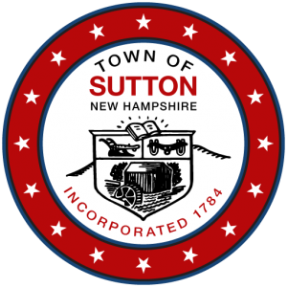 TOWN OF
SUTTON
NEW HAMPSHIRE
INCORPORATED 1784